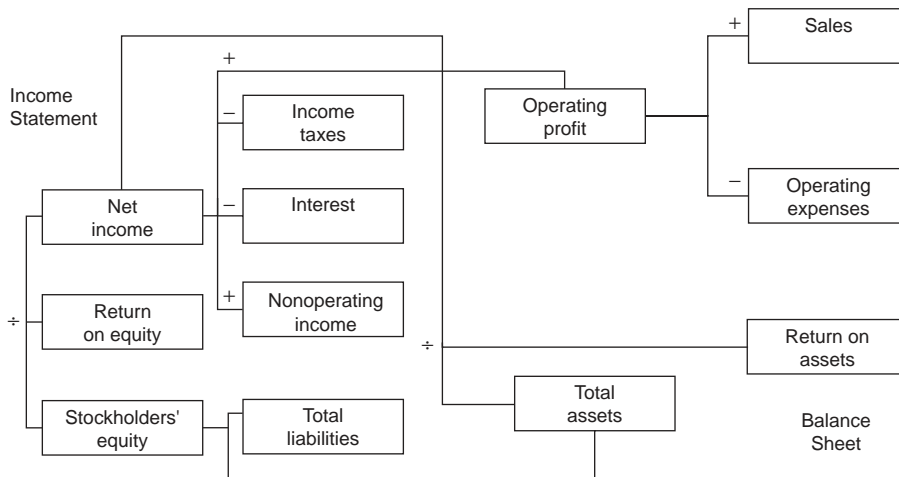 +
Sales
+
Income
Statement
−
Income
taxes
Operating
profit
−
Operating
expenses
Net
income
−
Interest
+
Nonoperating
income
÷
Return
on equity
÷
Return on
assets
Stockholders'
equity
Total
liabilities
Total
assets
Balance
Sheet